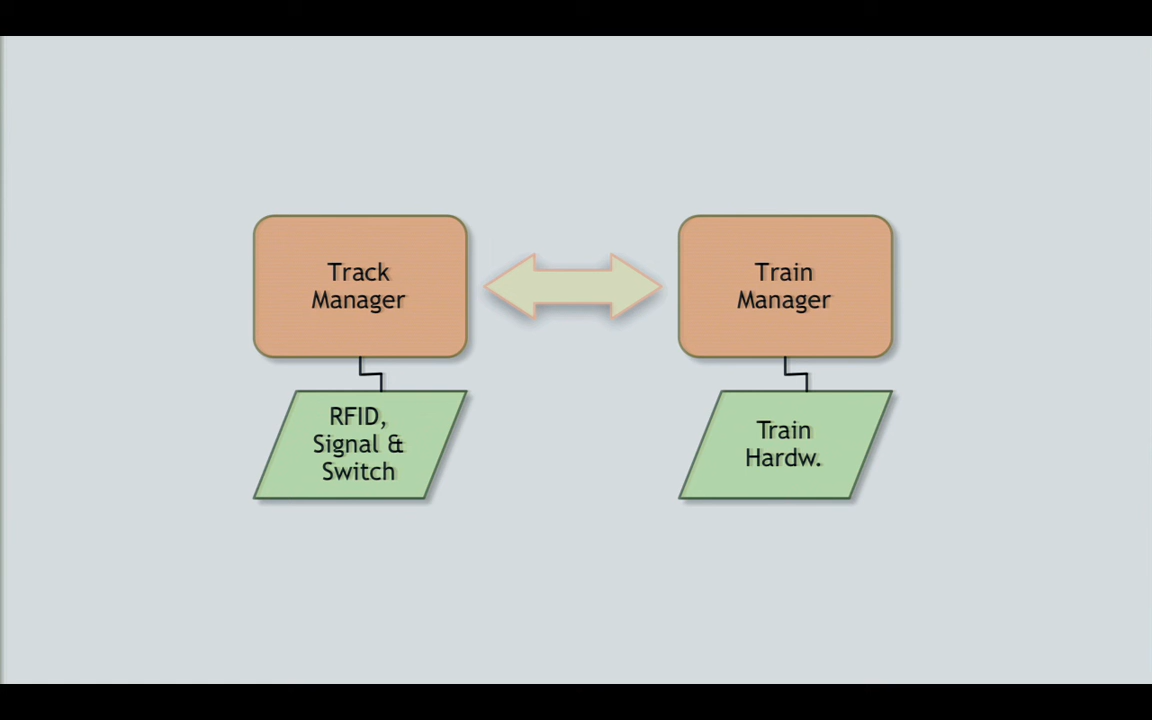 Track
Manager
Train
Manager
RFID,
Signal &
Switch
Train
Hardw.